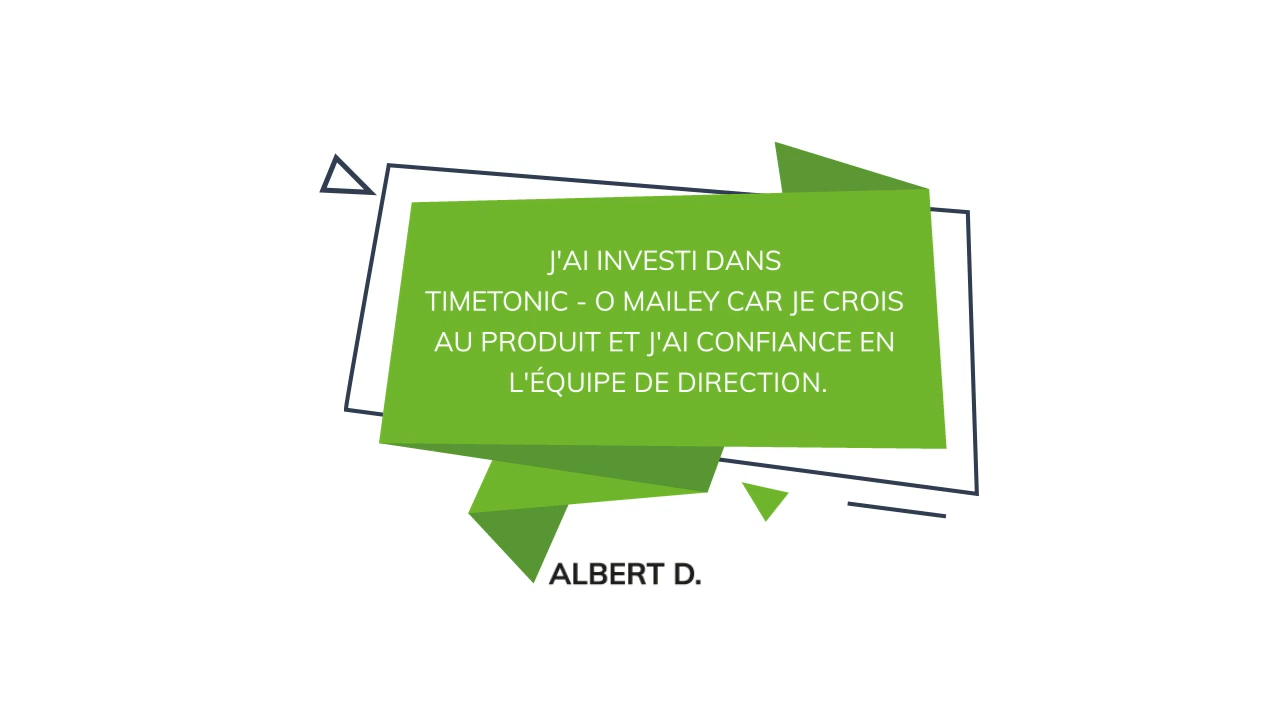 J'AI INVESTI DANS
TIMETONIC - O MAILEY CAR JE CROIS
AU PRODUIT ET J'AI CONFIANCE EN
L'ÉQUIPE DE DIRECTION.
ALBERT D.